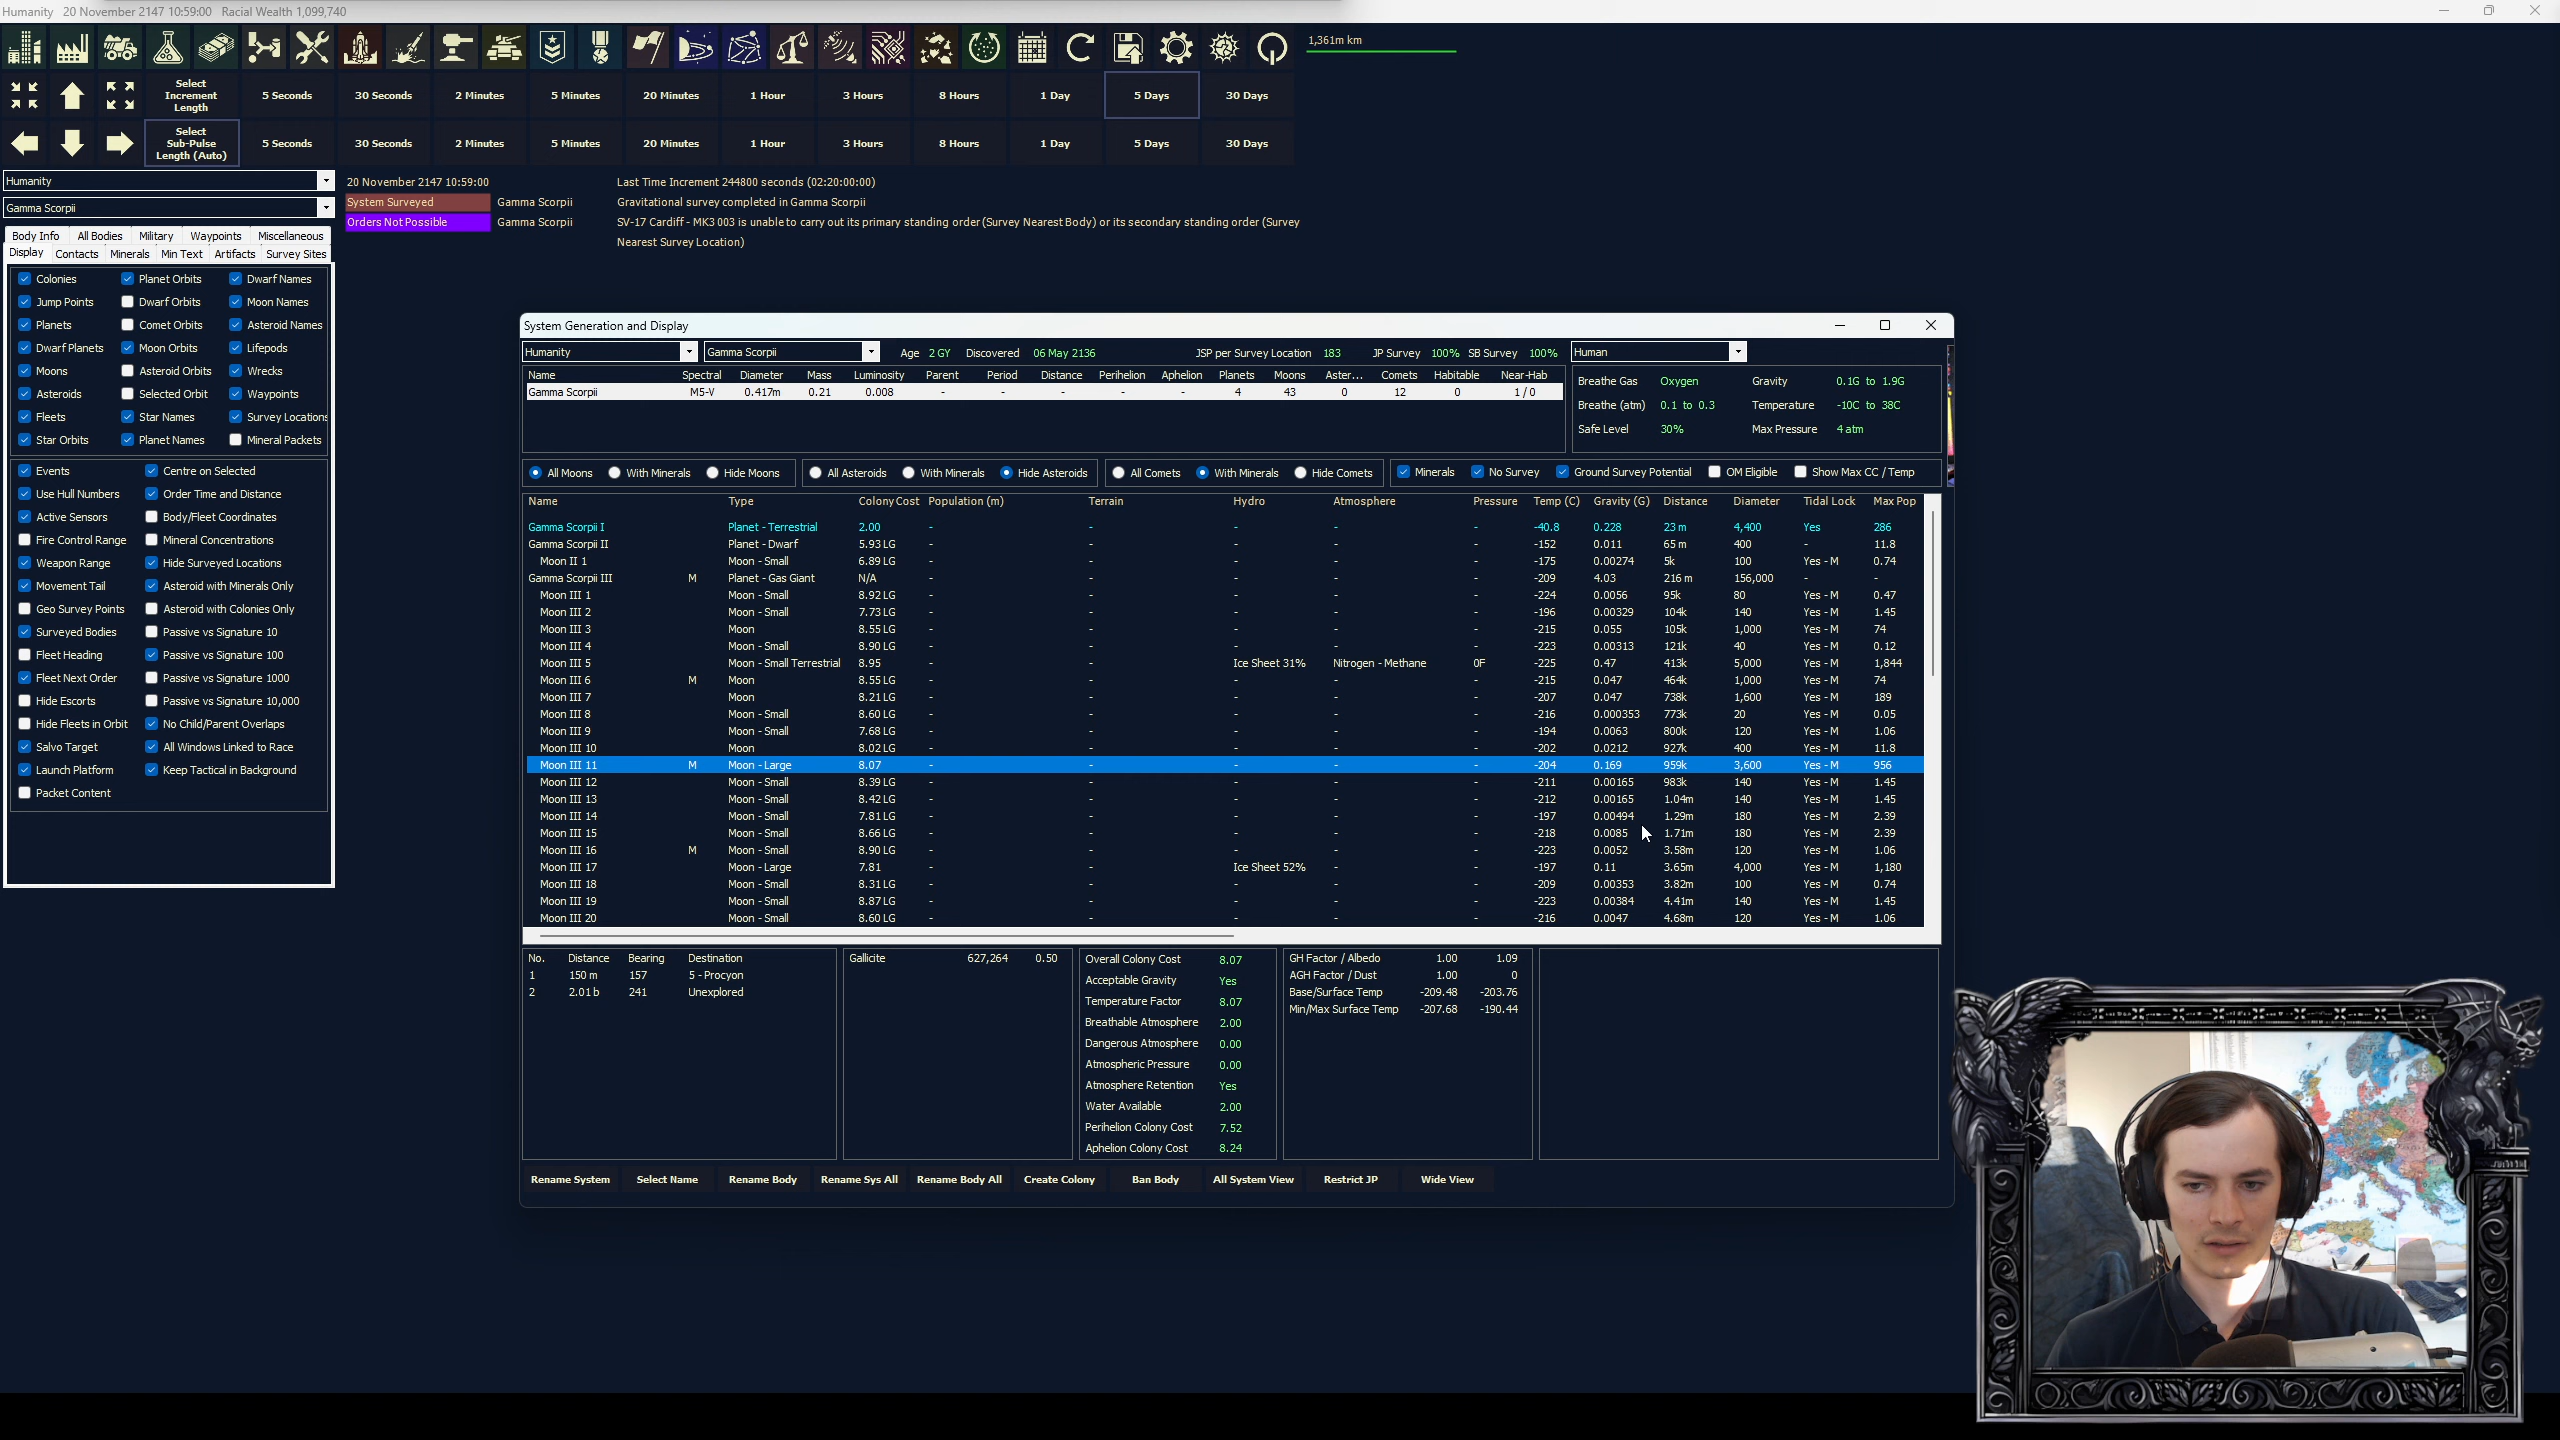 Humanity 20 November 2147 10:59:00 Racial Wealth 1,099,740
1,361m km
Select Increment Length 5 Seconds 30 Seconds 2 Minutes 5 Minutes 20 Minutes 1 Hour 3 Hours 8 Hours 1 Day 5 Days 30 Days
Select Sub-Pulse Length (Auto) 5 Seconds 30 Seconds 2 Minutes 5 Minutes 20 Minutes 1 Hour 3 Hours 8 Hours 1 Day 5 Days 30 Days
Humanity
Gamma Scorpii
20 November 2147 10:59:00 Last Time Increment 244800 seconds (02:20:00:00)
System Surveyed Gamma Scorpii Gravitational survey completed in Gamma Scorpii
Orders Not Possible Gamma Scorpii SV-17 Cardiff - MK3 003 is unable to carry out its primary standing order (Survey Nearest Body) or its secondary standing order (Survey
Nearest Survey Location)
Body Info All Bodies Military Waypoints Miscellaneous
Display Contacts Minerals Min Text Artifacts Survey Sites
Colonies Planet Orbits Dwarf Names
Jump Points Dwarf Orbits Moon Names
Planets Comet Orbits Asteroid Names
Dwarf Planets Moon Orbits Lifepods
Moons Asteroid Orbits Wrecks
Asteroids Selected Orbit Waypoints
Fleets Star Names Survey Locations
Star Orbits Planet Names Mineral Packets
Events Centre on Selected
Use Hull Numbers Order Time and Distance
Active Sensors Body/Fleet Coordinates
Fire Control Range Mineral Concentrations
Weapon Range Hide Surveyed Locations
Movement Tail Asteroid with Minerals Only
Geo Survey Points Asteroid with Colonies Only
Surveyed Bodies Passive vs Signature 10
Fleet Heading Passive vs Signature 100
Fleet Next Order Passive vs Signature 1000
Hide Escorts Passive vs Signature 10,000
Hide Fleets in Orbit No Child/Parent Overlaps
Salvo Target All Windows Linked to Race
Launch Platform Keep Tactical in Background
Packet Content
System Generation and Display
Humanity Gamma Scorpii Age 2 GY Discovered 06 May 2136 JSP per Survey Location 183 JP Survey 100% SB Survey 100% Human
Name Spectral Diameter Mass Luminosity Parent Period Distance Perihelion Aphelion Planets Moons Aster... Comets Habitable Near-Hab
Gamma Scorpii M5-V 0.417m 0.21 0.008 - - - - - 4 43 0 12 0 1 / 0
Breathe Gas Oxygen Gravity 0.1G to 1.9G
Breathe (atm) 0.1 to 0.3 Temperature -10C to 38C
Safe Level 30% Max Pressure 4 atm
All Moons With Minerals Hide Moons All Asteroids With Minerals Hide Asteroids All Comets With Minerals Hide Comets Minerals No Survey Ground Survey Potential OM Eligible Show Max CC / Temp
Name Type Colony Cost Population (m) Terrain Hydro Atmosphere Pressure Temp (C) Gravity (G) Distance Diameter Tidal Lock Max Pop
Gamma Scorpii I Planet - Terrestrial 2.00 - - - - - -40.8 0.228 23 m 4,400 Yes 286
Gamma Scorpii II Planet - Dwarf 5.93 LG - - - - - -152 0.011 65 m 400 - 11.8
Moon II 1 Moon - Small 6.89 LG - - - - - -175 0.00274 5k 100 Yes - M 0.74
Gamma Scorpii III M Planet - Gas Giant N/A - - - - - -209 4.03 216 m 156,000 - -
Moon III 1 Moon - Small 8.92 LG - - - - - -224 0.0056 95k 80 Yes - M 0.47
Moon III 2 Moon - Small 7.73 LG - - - - - -196 0.00329 104k 140 Yes - M 1.45
Moon III 3 Moon 8.55 LG - - - - - -215 0.055 105k 1,000 Yes - M 74
Moon III 4 Moon - Small 8.90 LG - - - - - -223 0.00313 121k 40 Yes - M 0.12
Moon III 5 Moon - Small Terrestrial 8.95 - - Ice Sheet 31% Nitrogen - Methane 0F -225 0.47 413k 5,000 Yes - M 1,844
Moon III 6 M Moon 8.55 LG - - - - - -215 0.047 464k 1,000 Yes - M 74
Moon III 7 Moon 8.21 LG - - - - - -207 0.047 738k 1,600 Yes - M 189
Moon III 8 Moon - Small 8.60 LG - - - - - -216 0.000353 773k 20 Yes - M 0.05
Moon III 9 Moon - Small 7.68 LG - - - - - -194 0.0063 800k 120 Yes - M 1.06
Moon III 10 Moon 8.02 LG - - - - - -202 0.0212 927k 400 Yes - M 11.8
Moon III 11 M Moon - Large 8.07 - - - - - -204 0.169 959k 3,600 Yes - M 956
Moon III 12 Moon - Small 8.39 LG - - - - - -211 0.00165 983k 140 Yes - M 1.45
Moon III 13 Moon - Small 8.42 LG - - - - - -212 0.00165 1.04m 140 Yes - M 1.45
Moon III 14 Moon - Small 7.81 LG - - - - - -197 0.00494 1.29m 180 Yes - M 2.39
Moon III 15 Moon - Small 8.66 LG - - - - - -218 0.0085 1.71m 180 Yes - M 2.39
Moon III 16 M Moon - Small 8.90 LG - - - - - -223 0.0052 3.58m 120 Yes - M 1.06
Moon III 17 Moon - Large 7.81 - - Ice Sheet 52% - - -197 0.11 3.65m 4,000 Yes - M 1,180
Moon III 18 Moon - Small 8.31 LG - - - - - -209 0.00353 3.82m 100 Yes - M 0.74
Moon III 19 Moon - Small 8.87 LG - - - - - -223 0.00384 4.41m 140 Yes - M 1.45
Moon III 20 Moon - Small 8.60 LG - - - - - -216 0.0047 4.68m 120 Yes - M 1.06
No. Distance Bearing Destination
1 150 m 157 5 - Procyon
2 2.01 b 241 Unexplored
Gallicite 627,264 0.50
Overall Colony Cost 8.07
Acceptable Gravity Yes
Temperature Factor 8.07
Breathable Atmosphere 2.00
Dangerous Atmosphere 0.00
Atmospheric Pressure 0.00
Atmosphere Retention Yes
Water Available 2.00
Perihelion Colony Cost 7.52
Aphelion Colony Cost 8.24
GH Factor / Albedo 1.00 1.09
AGH Factor / Dust 1.00 0
Base/Surface Temp -209.48 -203.76
Min/Max Surface Temp -207.68 -190.44
Rename System Select Name Rename Body Rename Sys All Rename Body All Create Colony Ban Body All System View Restrict JP Wide View